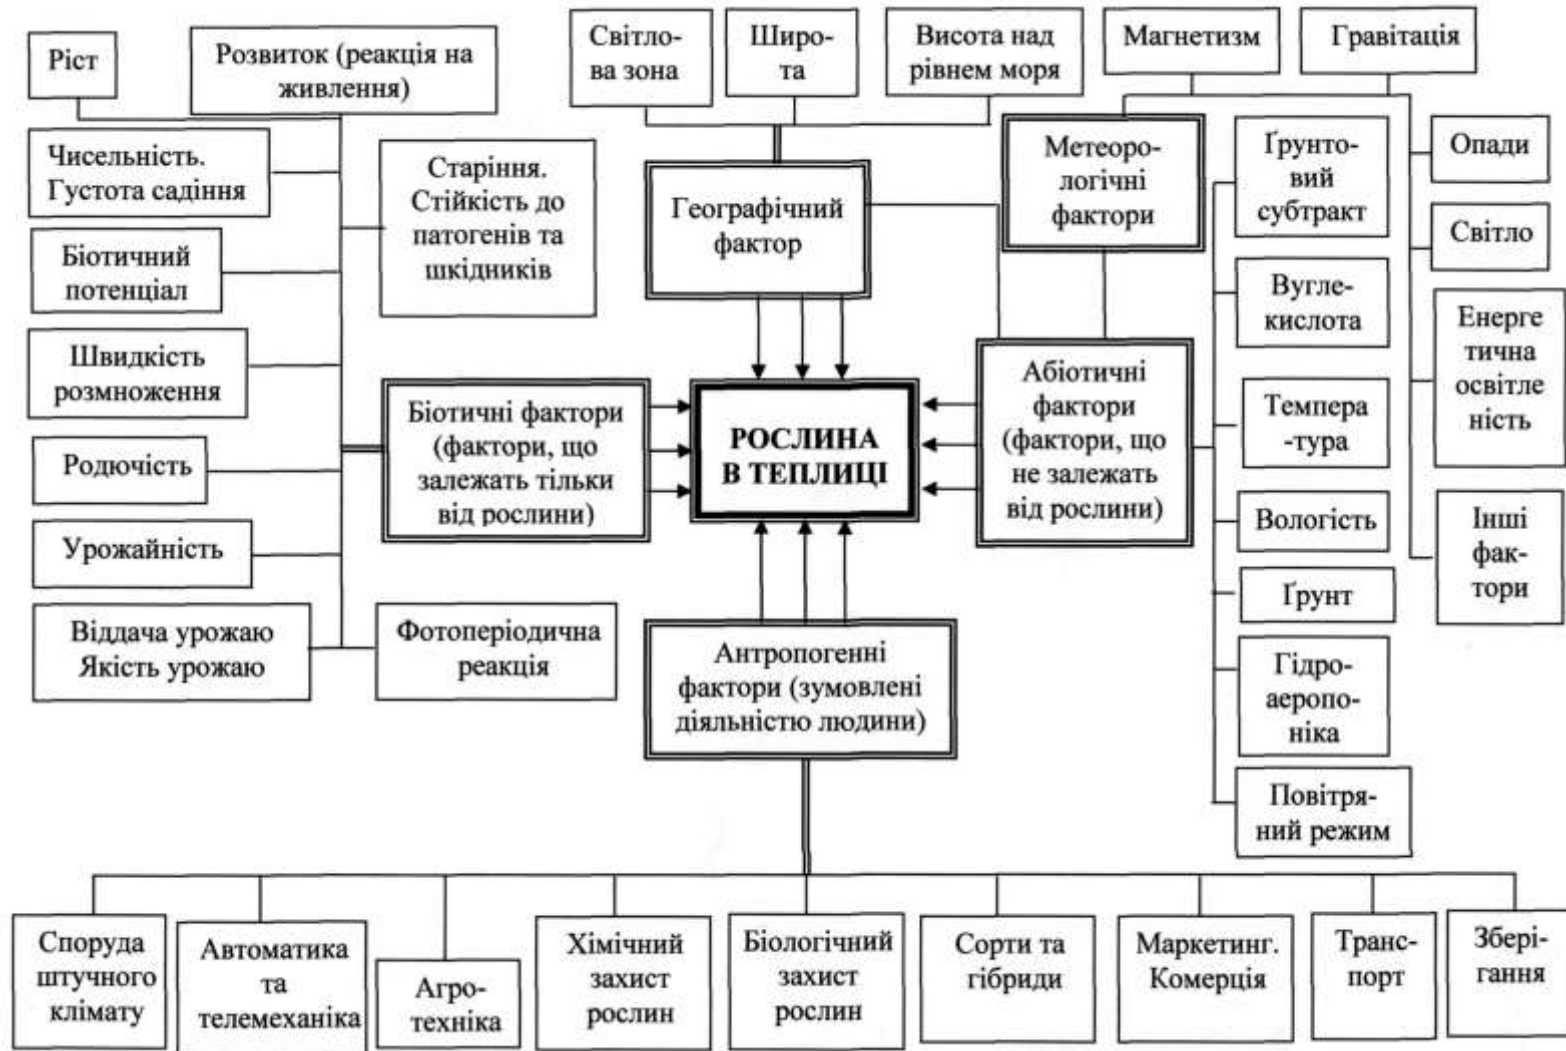 Ріст
Розвиток (реакція на
живлення)
Світло-
ва зона
Широ-
та
Висота над
рівнем моря
Магнетизм
Гравітація
Чисельність.
Густота садіння
Старіння.
Стійкість до
патогенів та
шкідників
Біотичний
потенціал
Швидкість
розмноження
Родючість
Урожайність
Віддача урожаю
Якість урожаю
Фотоперіодична
реакція
Біотичні фактори
(фактори, що
залежать тільки
від рослини)
Географічний
фактор
РОСЛИНА
В ТЕПЛИЦІ
Метеоро-
логічні
фактори
Абіотичні
фактори
(фактори, що
не залежать
від рослини)
Ґрунто-
вий
субтракт
Вугле-
кислота
Темпера
-тура
Вологість
Ґрунт
Гідро-
аеропо-
ніка
Повітря-
ний режим
Опади
Світло
Енерге
тична
освітле
ність
Інші
фак-
тори
Антропогенні
фактори (зумовлені
діяльністю людини)
Споруда
штучного
клімату
Автоматика
та
телемеханіка
Агро-
техніка
Хімічний
захист
рослин
Біологічний
захист
рослин
Сорти та
гібриди
Маркетинг.
Комерція
Транс-
порт
Збері-
гання